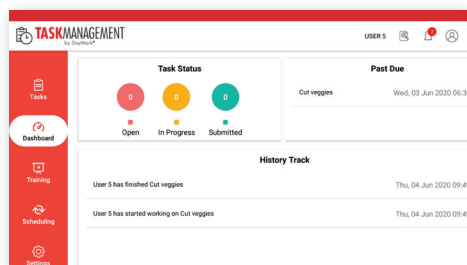 TASKMANAGEMENT
by DayMark®
USER 5
Tasks
Dashboard
Training
Scheduling
Settings
Task Status
0
0
0
Open
In Progress
Submitted
Past Due
Cut veggies
Wed, 03 Jun 2020 06:3
History Track
User 5 has finished Cut veggies
Thu, 04 Jun 2020 09:4
User 5 has started working on Cut veggies
Thu, 04 Jun 2020 09:4